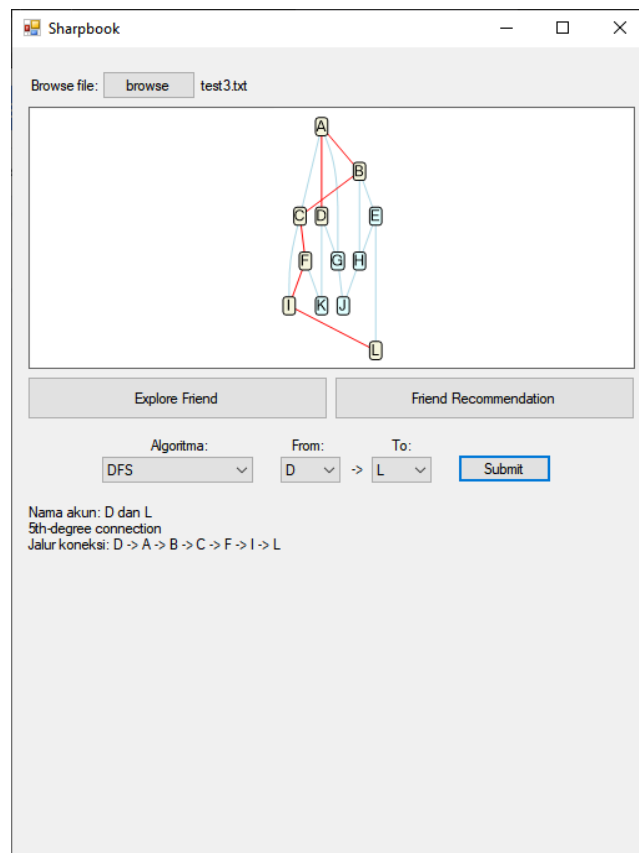 Sharpbook
Browse file: browse test3.txt
A
B
C D E
F G H
I K J
L
Explore Friend Friend Recommendation
Algoritma: From: To:
DFS D -> L Submit
Nama akun: D dan L
5th-degree connection
Jalur koneksi: D -> A -> B -> C -> F -> I -> L